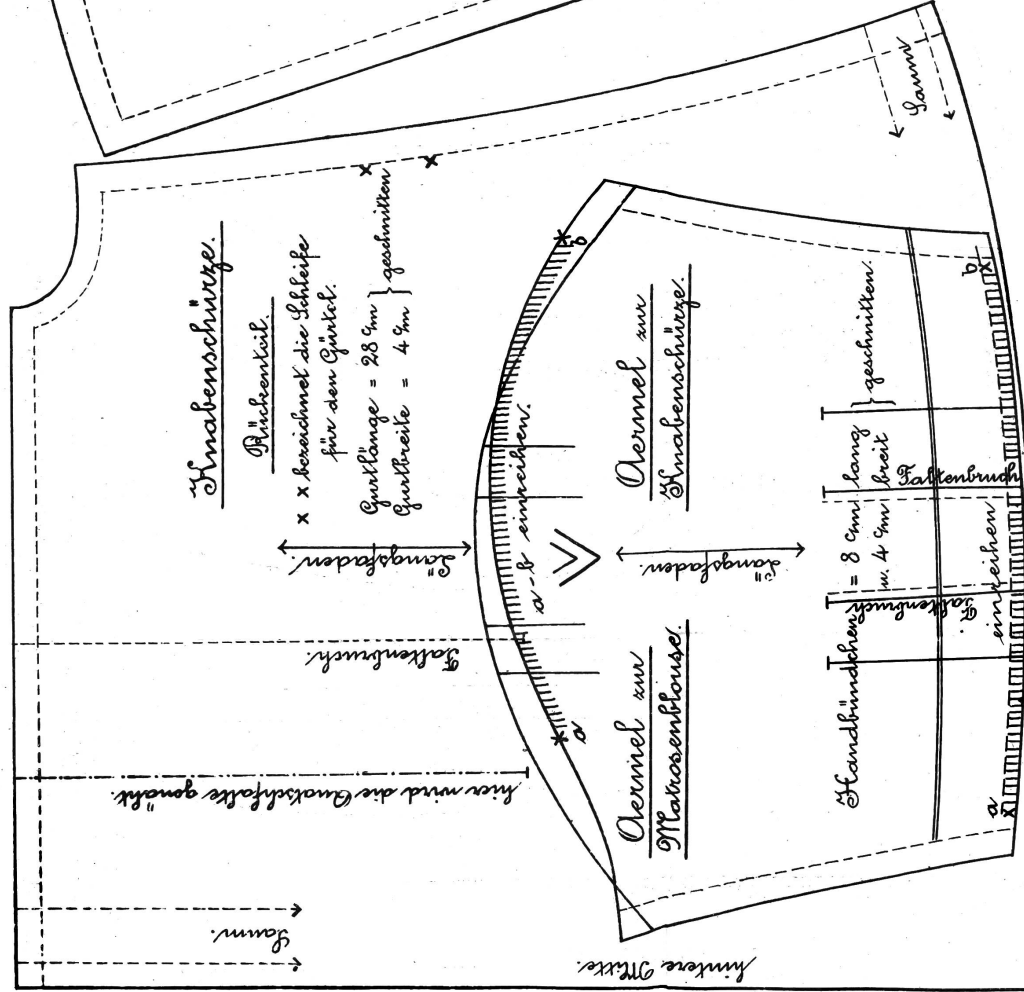 Knabenschürze.
Rückenteil.
x x bezeichnet die Schleife
für den Gürtel.
Gurtlänge = 28 cm } geschnitten
Gurtbreite = 4 cm
Längsfaden.
Faltenbruch.
hier wird die Quetschfalte genäht.
Saum.
hintere Mitte.
Saum
a - b einreihen.
a
b
Aermel zur
Matrosenblouse.
Aermel zur
Knabenschürze.
Längsfaden.
Handbündchen = 8 cm lang } geschnitten.
u. 4 cm breit
Faltenbruch
Faltenbruch
einreihen
a
x
b
x